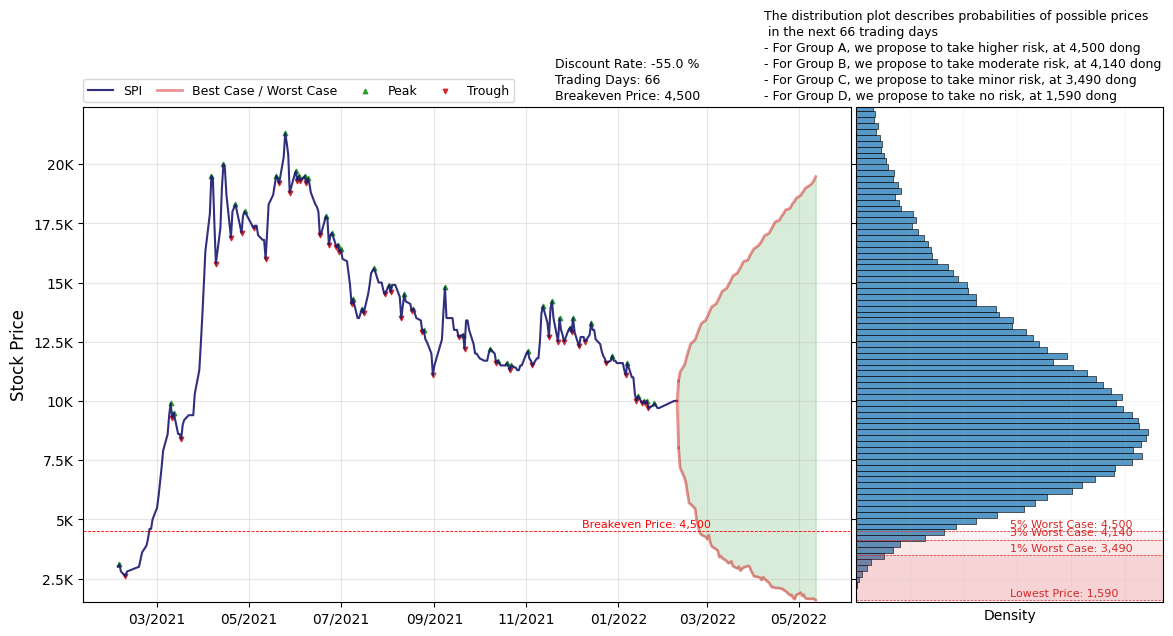 The distribution plot describes probabilities of possible prices
in the next 66 trading days
- For Group A, we propose to take higher risk, at 4,500 dong
- For Group B, we propose to take moderate risk, at 4,140 dong
- For Group C, we propose to take minor risk, at 3,490 dong
- For Group D, we propose to take no risk, at 1,590 dong
Discount Rate: -55.0 %
Trading Days: 66
Breakeven Price: 4,500
SPI Best Case / Worst Case Peak Trough
Stock Price
20K
17.5K
15K
12.5K
10K
7.5K
5K
2.5K
Breakeven Price: 4,500
5% Worst Case: 4,500
3% Worst Case: 4,140
1% Worst Case: 3,490
Lowest Price: 1,590
03/2021 05/2021 07/2021 09/2021 11/2021 01/2022 03/2022 05/2022
Density